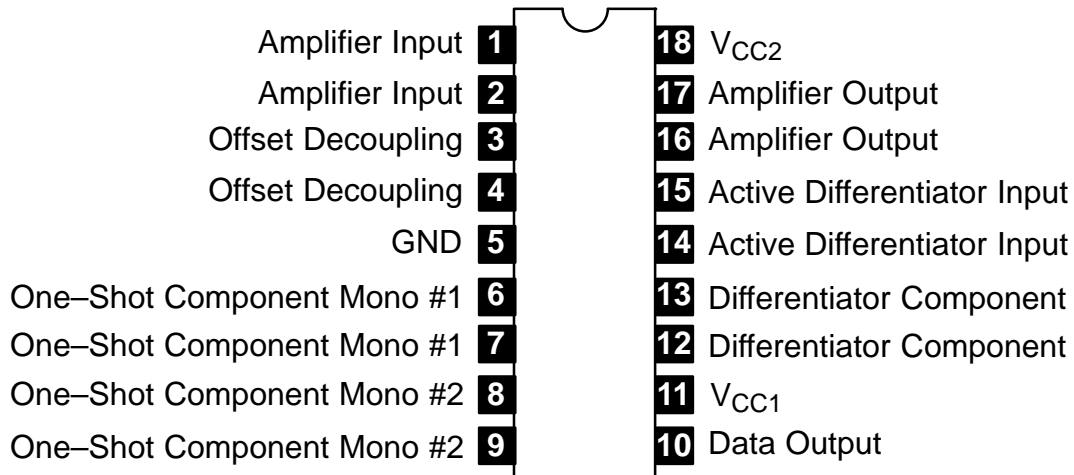 Amplifier Input 1 18 VCC2
Amplifier Input 2 17 Amplifier Output
Offset Decoupling 3 16 Amplifier Output
Offset Decoupling 4 15 Active Differentiator Input
GND 5 14 Active Differentiator Input
One–Shot Component Mono #1 6 13 Differentiator Component
One–Shot Component Mono #1 7 12 Differentiator Component
One–Shot Component Mono #2 8 11 VCC1
One–Shot Component Mono #2 9 10 Data Output